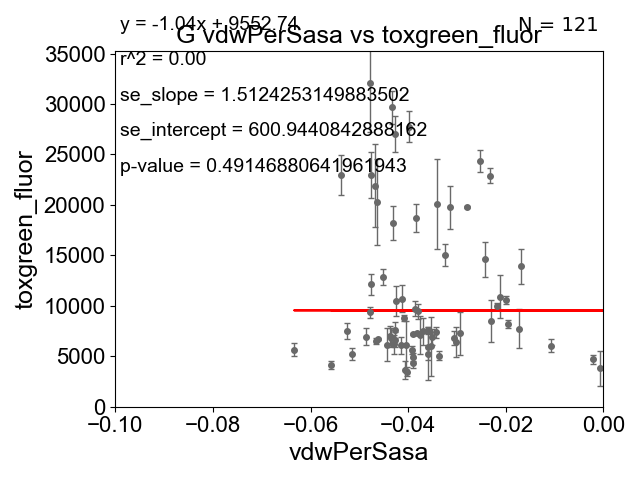 y = -1.04x + 9552.74
N = 121
G vdwPerSasa vs toxgreen_fluor
r^2 = 0.00
se_slope = 1.5124253149883502
se_intercept = 600.9440842888162
p-value = 0.49146880641961943
35000
30000
25000
20000
15000
10000
5000
0
toxgreen_fluor
−0.10
−0.08
−0.06
−0.04
−0.02
0.00
vdwPerSasa